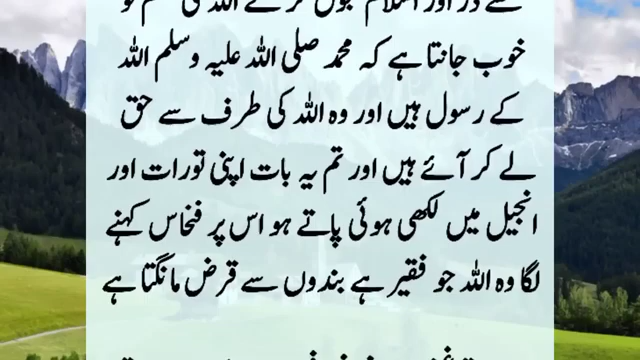 سے ڈر اور اسلام قبول کر لے اللہ کی قسم تو
خوب جانتا ہے کہ محمد صلی اللہ علیہ وسلم اللہ
کے رسول ہیں اور وہ اللہ کی طرف سے حق
لے کر آئے ہیں اور تم یہ بات اپنی تورات اور
انجیل میں لکھی ہوئی پاتے ہو اس پر فخاس کہنے
لگا وہ اللہ جو فقیر ہے بندوں سے قرض مانگتا ہے